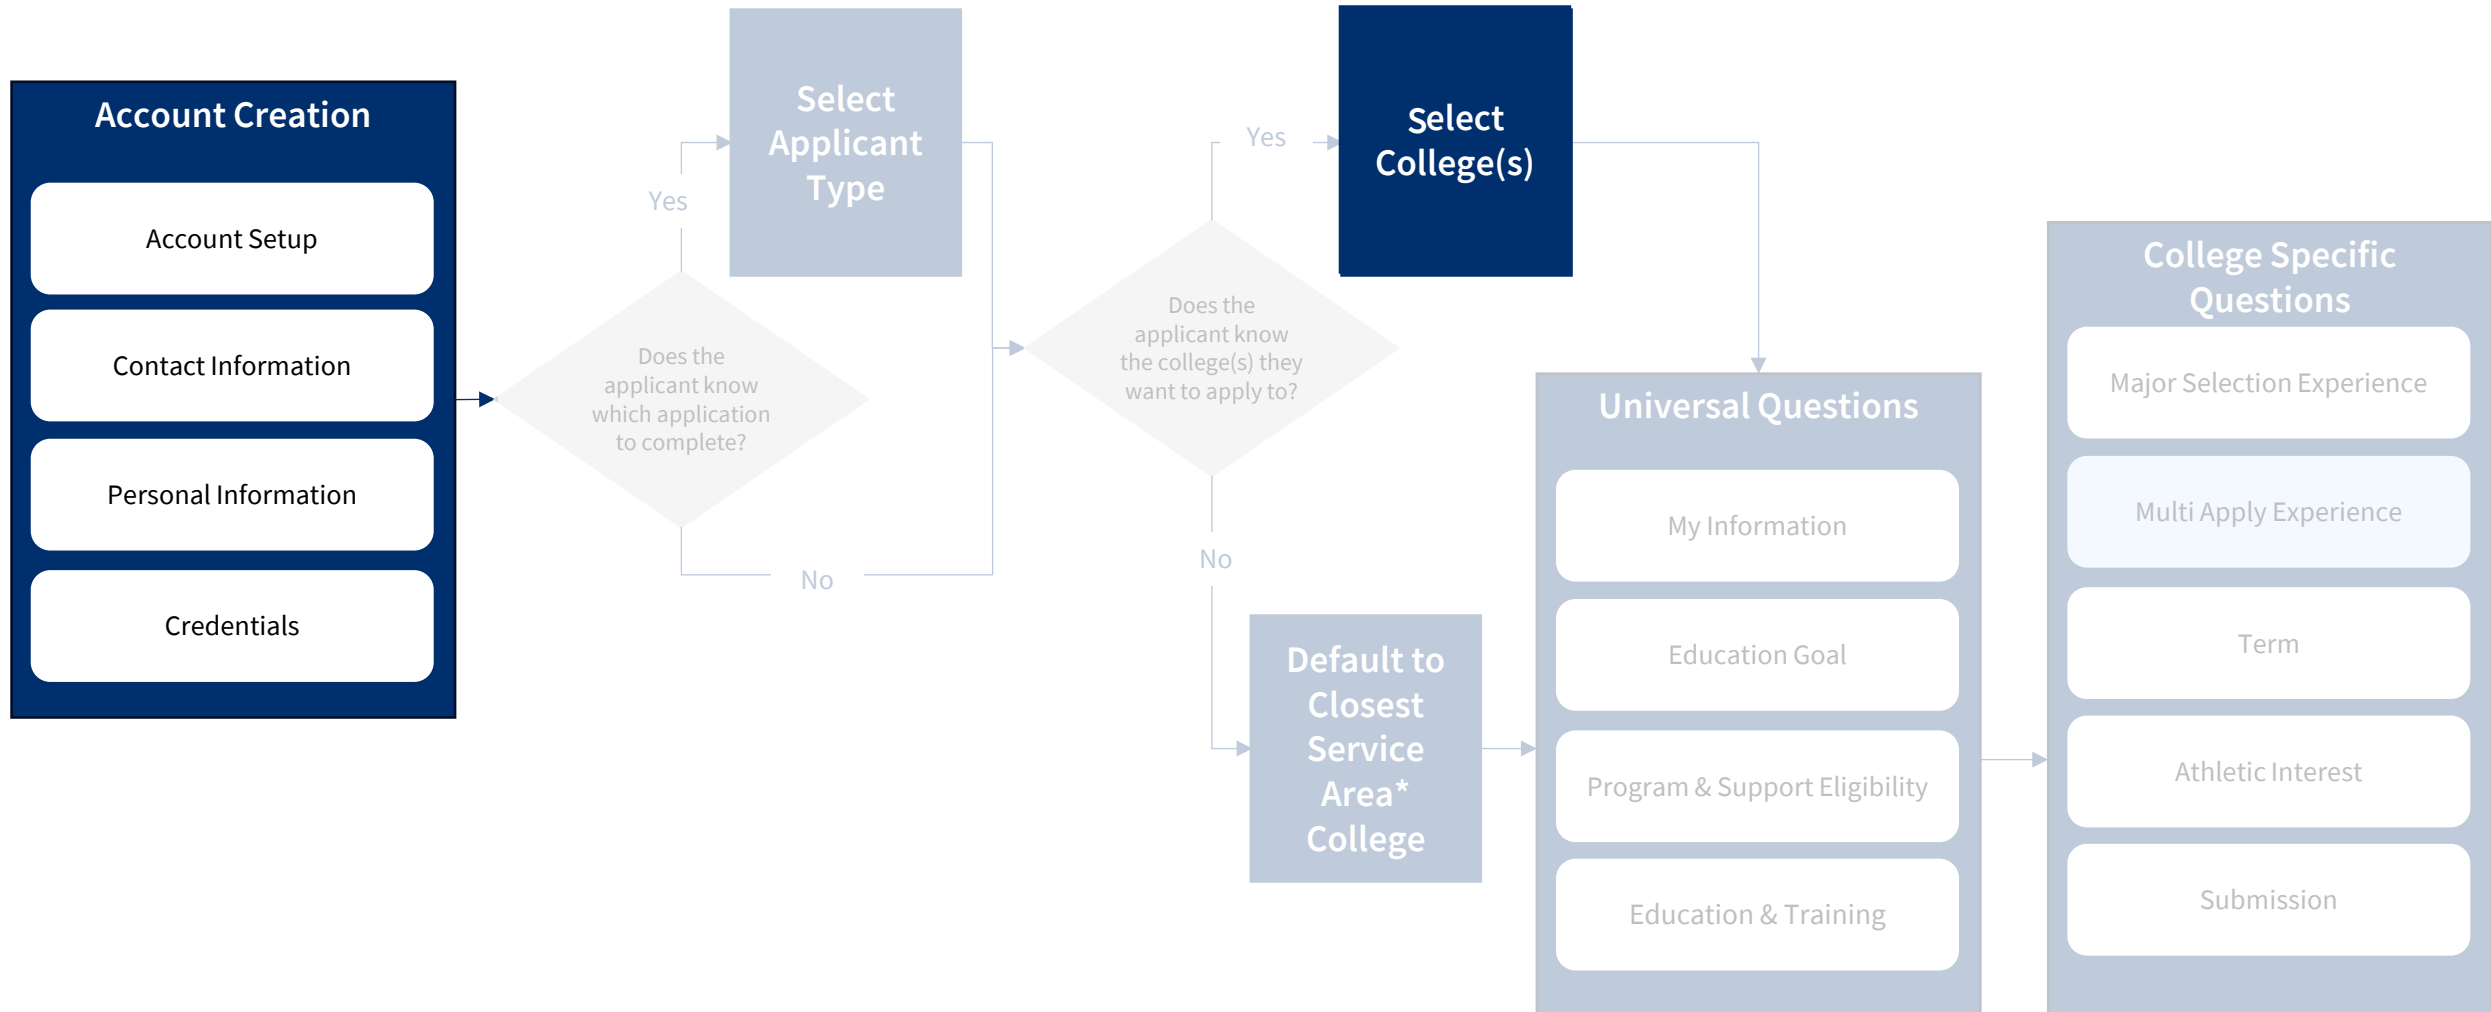 Account Creation
Account Setup
Contact Information
Personal Information
Credentials
Does the
applicant know
which application
to complete?
Yes
No
Select
Applicant
Type
Does the
applicant know
the college(s) they
want to apply to?
Yes
No
Select
College(s)
Default to
Closest
Service
Area*
College
Universal Questions
My Information
Education Goal
Program & Support Eligibility
Education & Training
College Specific
Questions
Major Selection Experience
Multi Apply Experience
Term
Athletic Interest
Submission